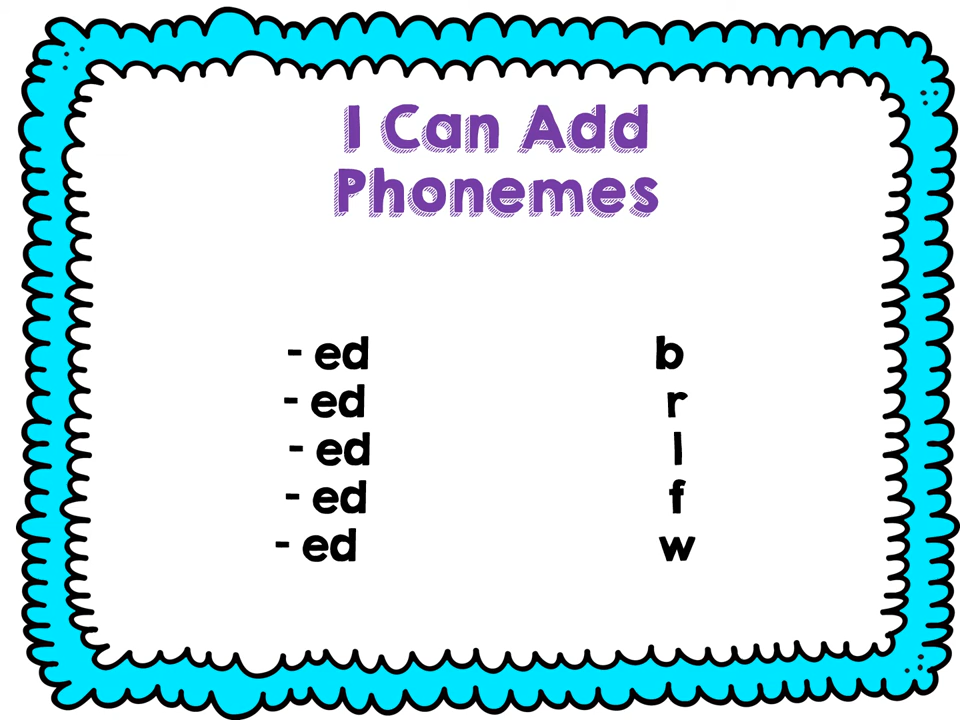 I Can Add
Phonemes
- ed b
- ed r
- ed l
- ed f
- ed w